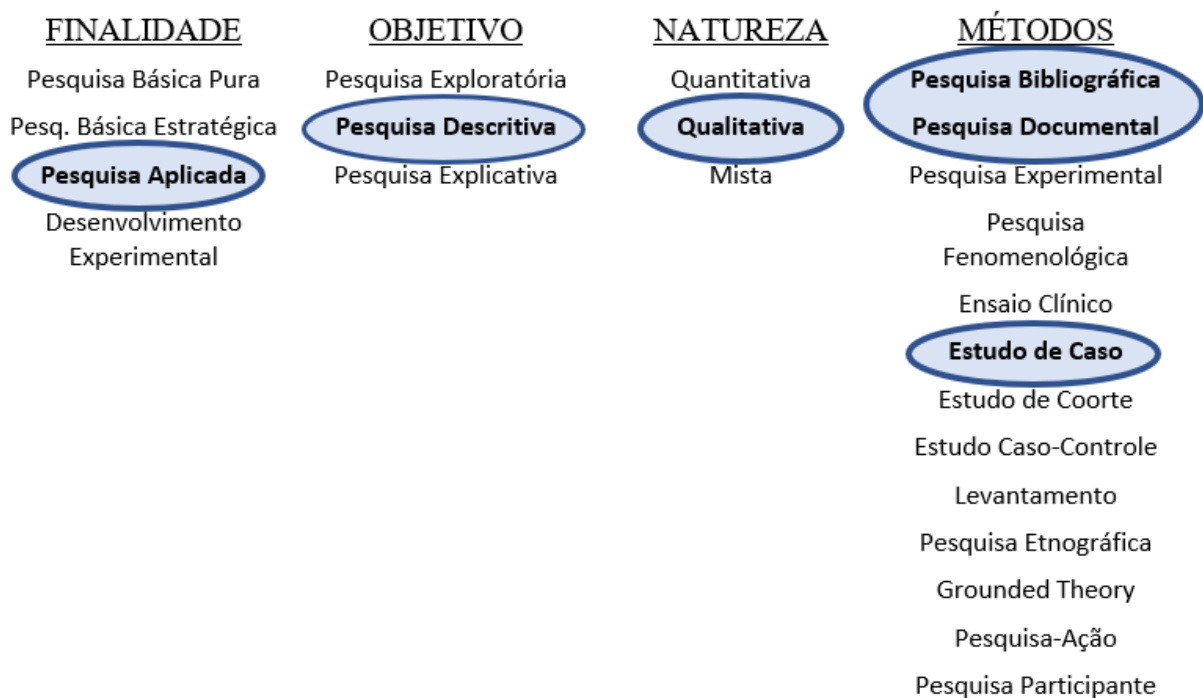 FINALIDADE
Pesquisa Básica Pura
Pesq. Básica Estratégica
Pesquisa Aplicada
Desenvolvimento
Experimental
OBJETIVO
Pesquisa Exploratória
Pesquisa Descritiva
Pesquisa Explicativa
NATUREZA
Quantitativa
Qualitativa
Mista
MÉTODOS
Pesquisa Bibliográfica
Pesquisa Documental
Pesquisa Experimental
Pesquisa
Fenomenológica
Ensaio Clínico
Estudo de Caso
Estudo de Coorte
Estudo Caso-Controle
Levantamento
Pesquisa Etnográfica
Grounded Theory
Pesquisa-Ação
Pesquisa Participante